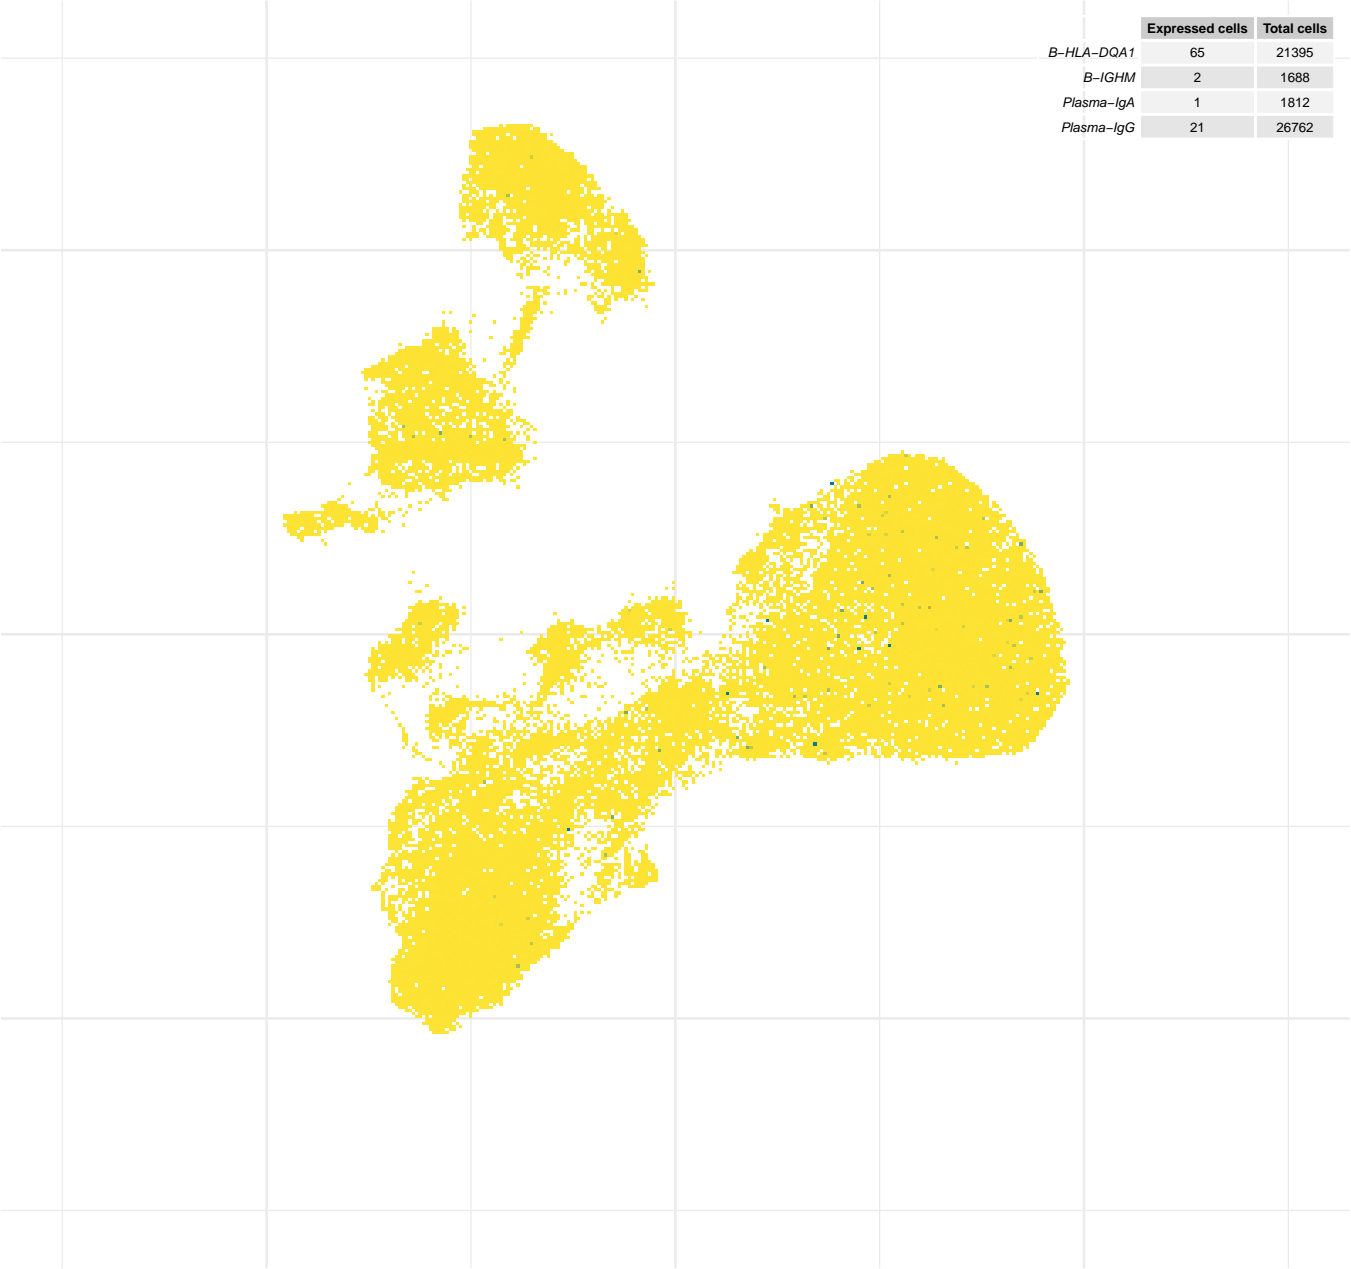 Expressed cells Total cells
B−HLA−DQA1 65 21395
B−IGHM 2 1688
Plasma−IgA 1 1812
Plasma−IgG 21 26762